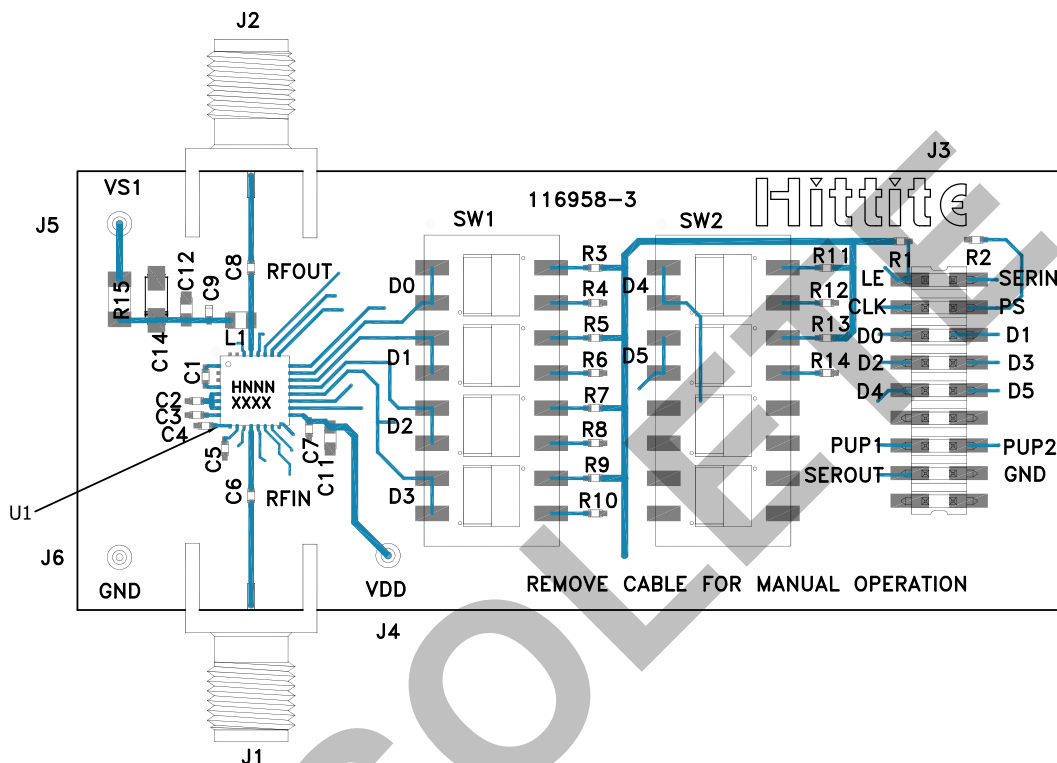 J2
J3
VS1
116958-3
Hittite
J5
SW1
SW2
C12
C9
C8
RFOUT
R3
R11
R1
R2
R15
D0
D4
LE
SERIN
R4
R12
CLK
PS
C14
L1
R5
R13
D0
D1
D1
D5
C1
R6
R14
D2
D3
HNNN
XXXX
C2
R7
D4
D5
C3
C4
D2
C7
C11
R8
PUP1
PUP2
C5
C6
RFIN
D3
R9
SEROUT
GND
U1
R10
J6
GND
VDD
REMOVE CABLE FOR MANUAL OPERATION
J4
J1
OBSOLETE